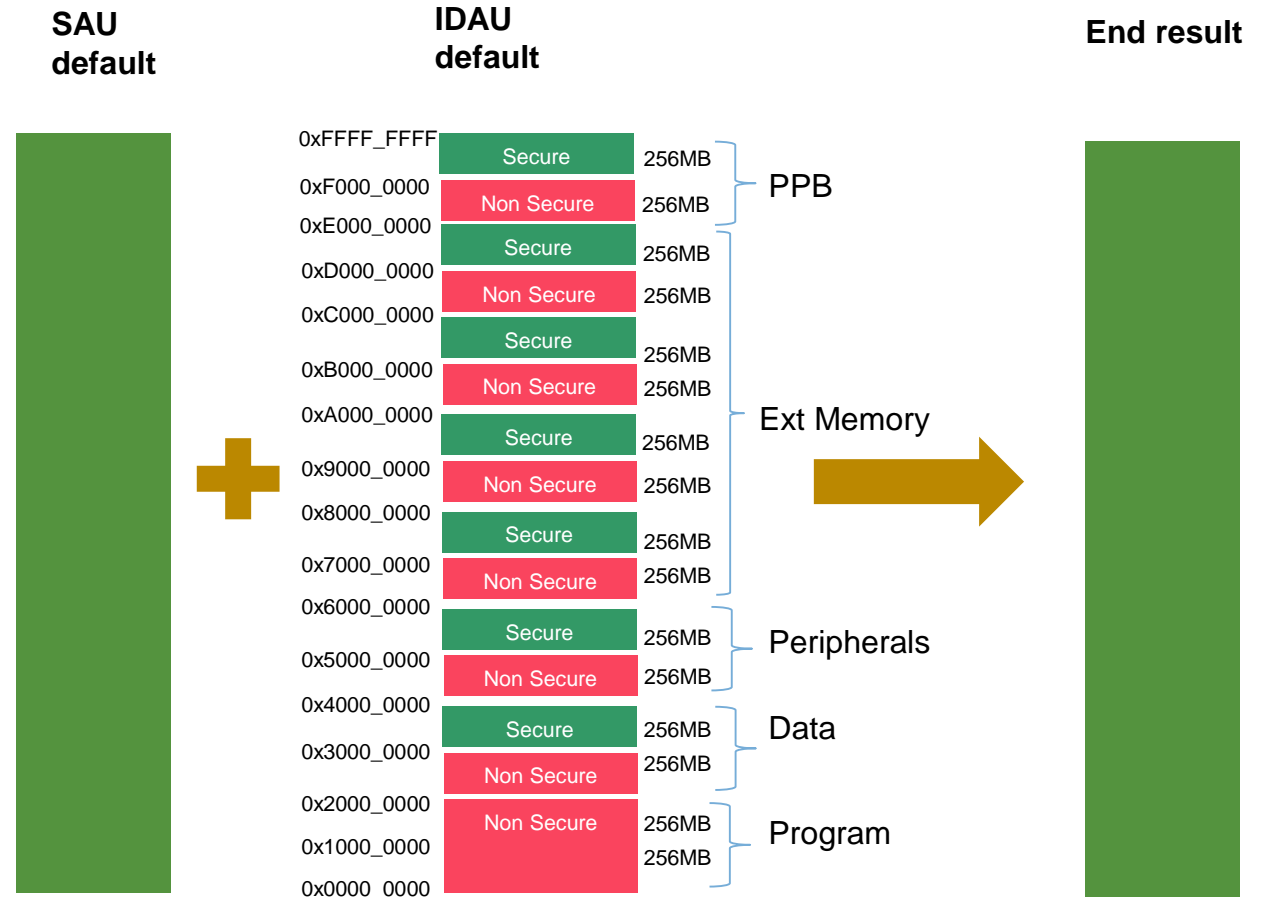 SAU
default
IDAU
default
End result
0xFFFF_FFFF
Secure
256MB
PPB
0xF000_0000
Non Secure
256MB
0xE000_0000
Secure
256MB
0xD000_0000
Non Secure
256MB
0xC000_0000
Secure
256MB
0xB000_0000
Non Secure
256MB
0xA000_0000
Ext Memory
Secure
256MB
0x9000_0000
Non Secure
256MB
0x8000_0000
Secure
256MB
0x7000_0000
Non Secure
256MB
0x6000_0000
Secure
256MB
Peripherals
0x5000_0000
Non Secure
256MB
0x4000_0000
Secure
256MB
Data
0x3000_0000
Non Secure
256MB
0x2000_0000
Non Secure
256MB
Program
0x1000_0000
256MB
0x0000_0000